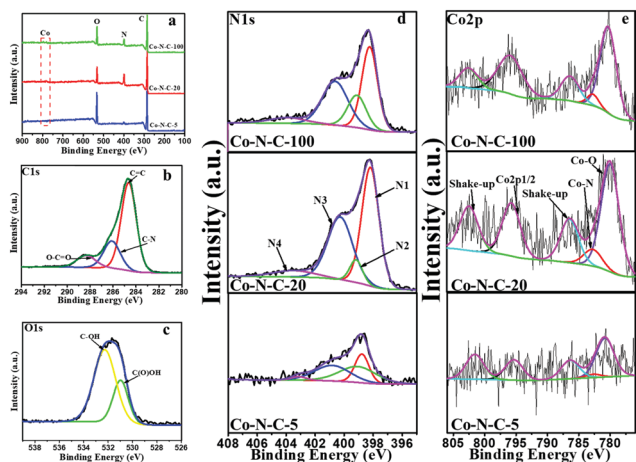 a
Co
O
N
C
Co-N-C-100
Co-N-C-20
Co-N-C-5
Intensity (a.u.)
900 800 700 600 500 400 300 200 100
Binding Energy (eV)
C1s
b
C=C
C-N
O-C=O
Intensity (a.u.)
294 292 290 288 286 284 282 280
Binding Energy (eV)
O1s
c
C-OH
C(O)OH
Intensity (a.u.)
538 536 534 532 530 528 526
Binding Energy (eV)
N1s
d
Co-N-C-100
N1
N2
N3
N4
Co-N-C-20
Co-N-C-5
Intensity (a.u.)
408 404 400 396
Binding Energy (eV)
Co2p
e
Co-N-C-100
Co-O
Shake-up
Co2p1/2
Shake-up
Co-N
Co-N-C-20
Co-N-C-5
Intensity (a.u.)
805 800 795 790 785 780
Binding Energy (eV)